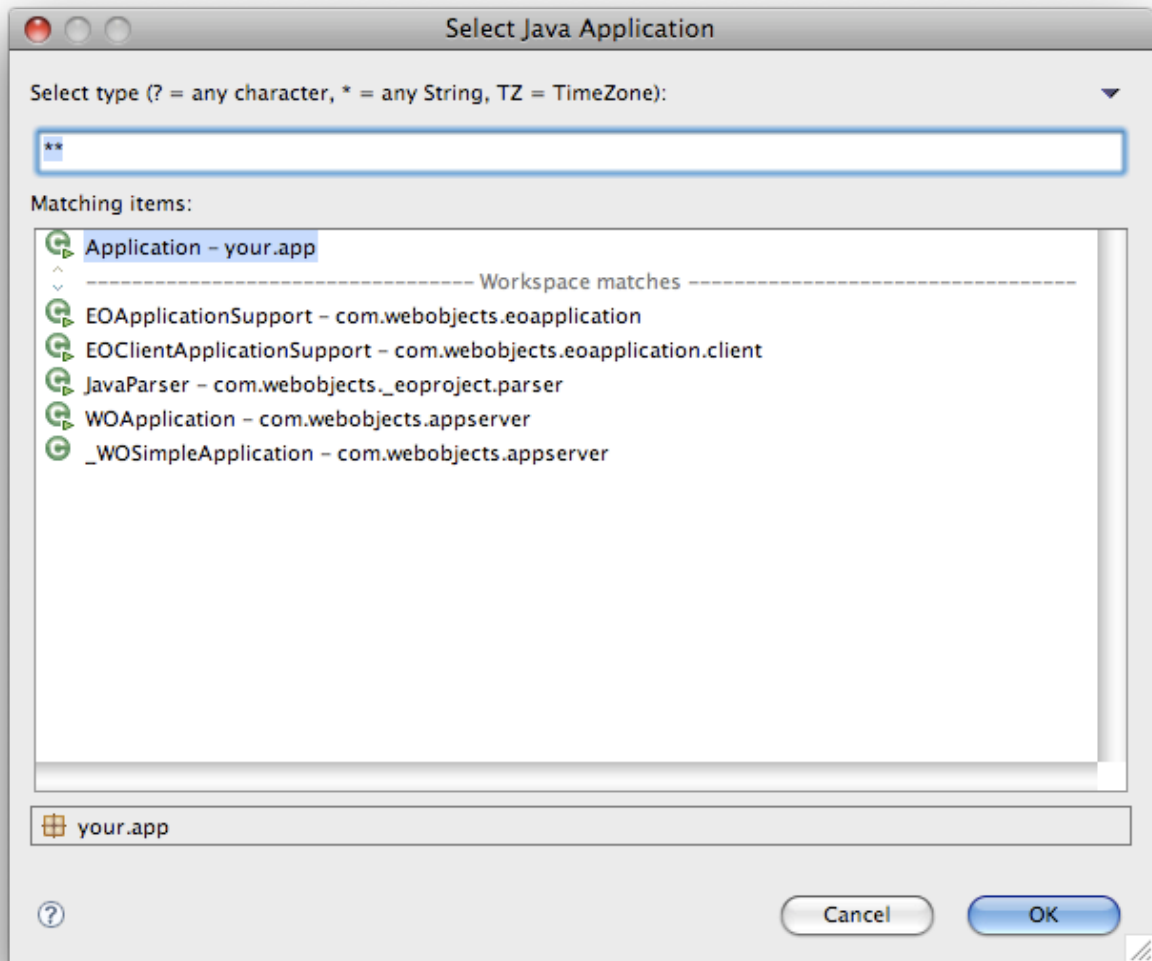 Select Java Application
Select type (? = any character, * = any String, TZ = TimeZone):
**
Matching items:
Application – your.app
---------------------------------- Workspace matches ----------------------------------
EOApplicationSupport – com.webobjects.eoapplication
EOClientApplicationSupport – com.webobjects.eoapplication.client
JavaParser – com.webobjects._eoproject.parser
WOApplication – com.webobjects.appserver
_WOSimpleApplication – com.webobjects.appserver
your.app
? Cancel OK